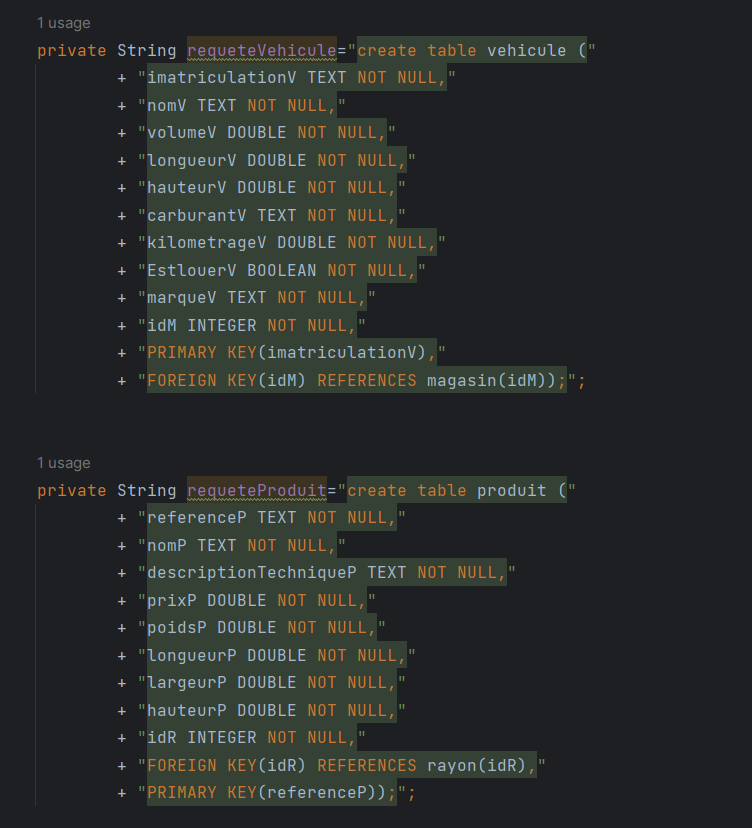 1 usage
private String requeteVehicule="create table vehicule ("
+ "imatriculationV TEXT NOT NULL,"
+ "nomV TEXT NOT NULL,"
+ "volumeV DOUBLE NOT NULL,"
+ "longueurV DOUBLE NOT NULL,"
+ "hauteurV DOUBLE NOT NULL,"
+ "carburantV TEXT NOT NULL,"
+ "kilometrageV DOUBLE NOT NULL,"
+ "EstlouerV BOOLEAN NOT NULL,"
+ "marqueV TEXT NOT NULL,"
+ "idM INTEGER NOT NULL,"
+ "PRIMARY KEY(imatriculationV),"
+ "FOREIGN KEY(idM) REFERENCES magasin(idM));";
1 usage
private String requeteProduit="create table produit ("
+ "referenceP TEXT NOT NULL,"
+ "nomP TEXT NOT NULL,"
+ "descriptionTechniqueP TEXT NOT NULL,"
+ "prixP DOUBLE NOT NULL,"
+ "poidsP DOUBLE NOT NULL,"
+ "longueurP DOUBLE NOT NULL,"
+ "largeurP DOUBLE NOT NULL,"
+ "hauteurP DOUBLE NOT NULL,"
+ "idR INTEGER NOT NULL,"
+ "FOREIGN KEY(idR) REFERENCES rayon(idR),"
+ "PRIMARY KEY(referenceP));";